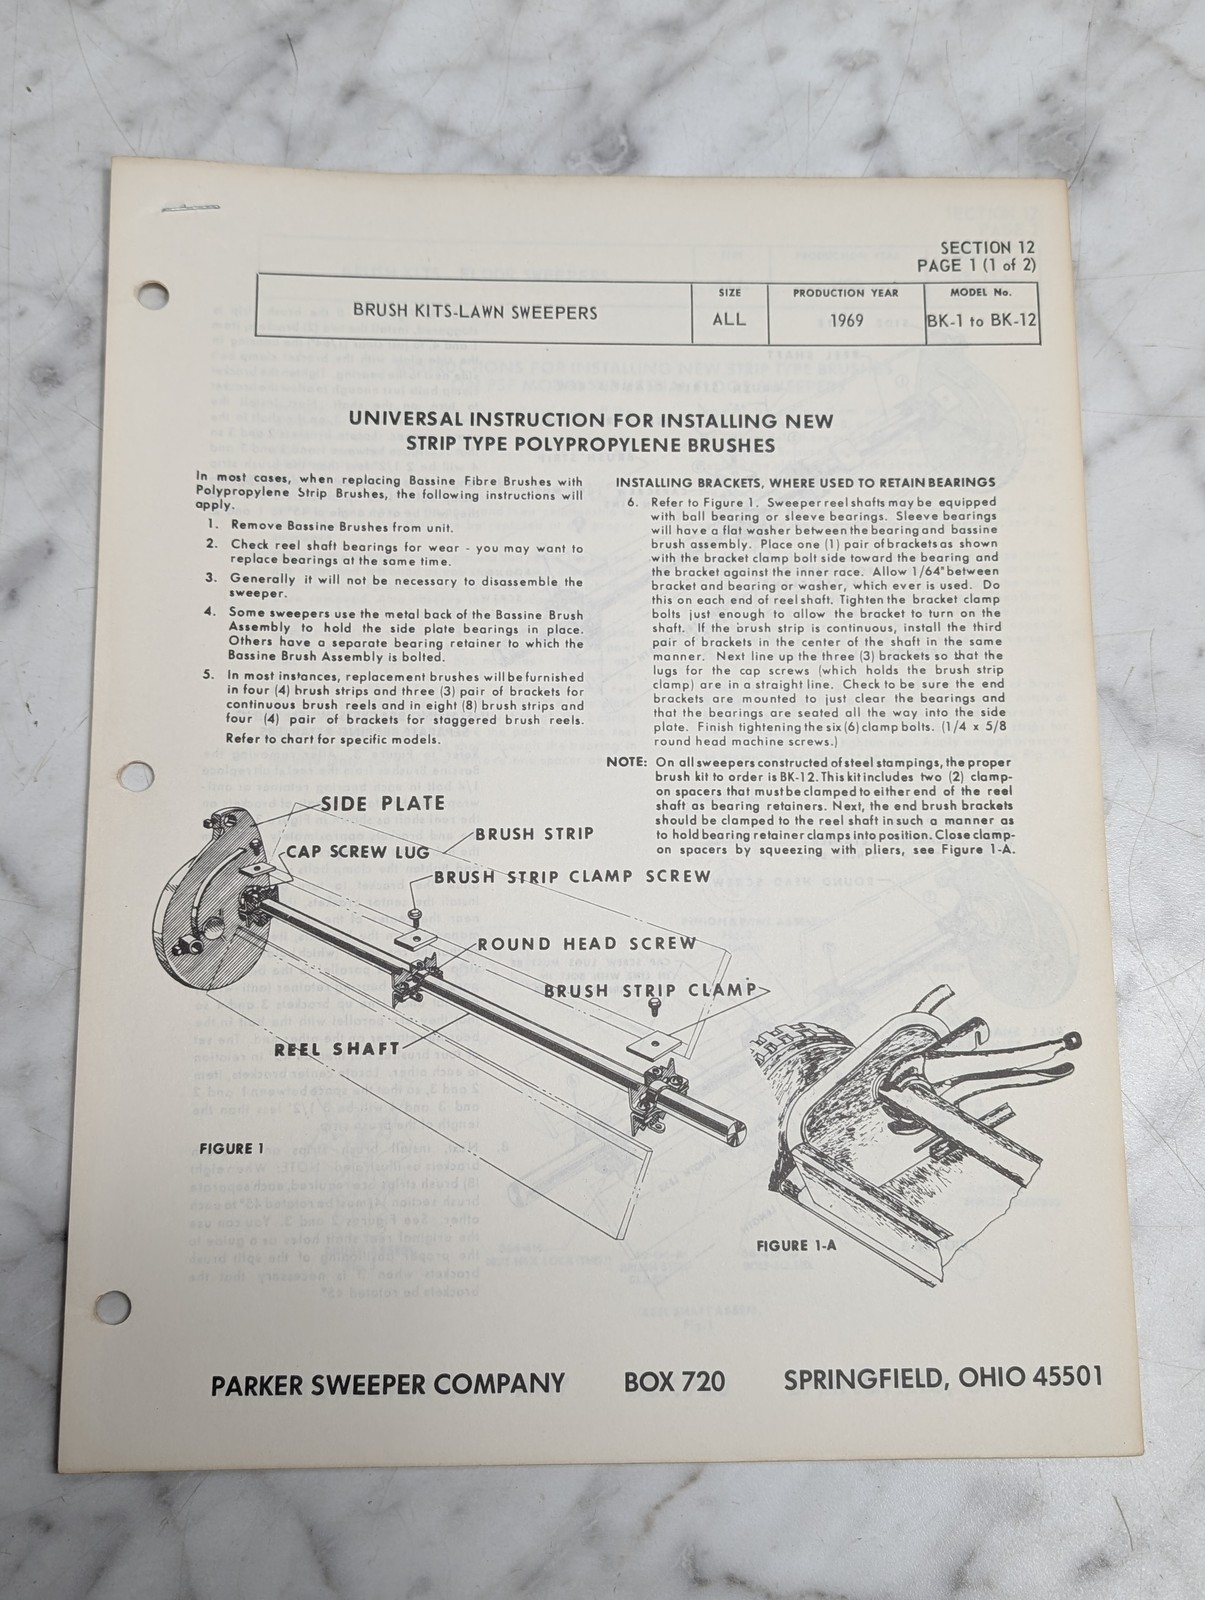 SECTION 12
PAGE 1 (1 of 2)
BRUSH KITS-LAWN SWEEPERS
SIZE
ALL
PRODUCTION YEAR
1969
MODEL No.
BK-1 to BK-12
UNIVERSAL INSTRUCTION FOR INSTALLING NEW
STRIP TYPE POLYPROPYLENE BRUSHES
In most cases, when replacing Bassine Fibre Brushes with
Polypropylene Strip Brushes, the following instructions will
apply.
1. Remove Bassine Brushes from unit.
2. Check reel shaft bearings for wear - you may want to
replace bearings at the same time.
3. Generally it will not be necessary to disassemble the
sweeper.
4. Some sweepers use the metal back of the Bassine Brush
Assembly to hold the side plate bearings in place.
Others have a separate bearing retainer to which the
Bassine Brush Assembly is bolted.
5. In most instances, replacement brushes will be furnished
in four (4) brush strips and three (3) pair of brackets for
continuous brush reels and in eight (8) brush strips and
four (4) pair of brackets for staggered brush reels.
Refer to chart for specific models.
INSTALLING BRACKETS, WHERE USED TO RETAIN BEARINGS
6. Refer to Figure 1. Sweeper reel shafts may be equipped
with ball bearing or sleeve bearings. Sleeve bearings
will have a flat washer between the bearing and bassine
brush assembly. Place one (1) pair of brackets as shown
with the bracket clamp bolt side toward the bearing and
the bracket against the inner race. Allow 1/64" between
bracket and bearing or washer, which ever is used. Do
this on each end of reel shaft. Tighten the bracket clamp
bolts just enough to allow the bracket to turn on the
shaft. If the brush strip is continuous, install the third
pair of brackets in the center of the shaft in the same
manner. Next line up the three (3) brackets so that the
lugs for the cap screws (which holds the brush strip
clamp) are in a straight line. Check to be sure the end
brackets are mounted to just clear the bearings and
that the bearings are seated all the way into the side
plate. Finish tightening the six (6) clamp bolts. (1/4 x 5/8
round head machine screws.)
NOTE: On all sweepers constructed of steel stampings, the proper
brush kit to order is BK-12. This kit includes two (2) clamp-
on spacers that must be clamped to either end of the reel
shaft as bearing retainers. Next, the end brush brackets
should be clamped to the reel shaft in such a manner as
to hold bearing retainer clamps into position. Close clamp-
on spacers by squeezing with pliers, see Figure 1-A.
SIDE PLATE
BRUSH STRIP
CAP SCREW LUG
BRUSH STRIP CLAMP SCREW
ROUND HEAD SCREW
BRUSH STRIP CLAMP
REEL SHAFT
FIGURE 1
FIGURE 1-A
PARKER SWEEPER COMPANY BOX 720 SPRINGFIELD, OHIO 45501